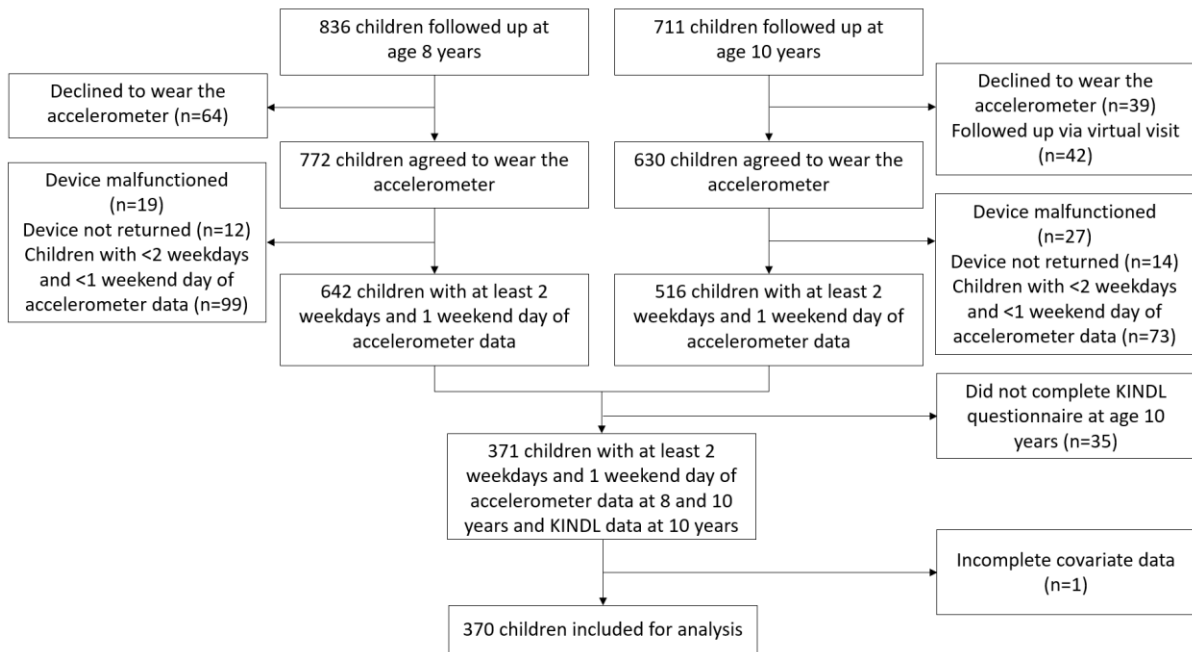 836 children followed up at
age 8 years
711 children followed up at
age 10 years
Declined to wear the
accelerometer (n=64)
Declined to wear the
accelerometer (n=39)
Followed up via virtual visit
(n=42)
772 children agreed to wear the
accelerometer
630 children agreed to wear the
accelerometer
Device malfunctioned
(n=19)
Device not returned (n=12)
Children with <2 weekdays
and <1 weekend day of
accelerometer data (n=99)
Device malfunctioned
(n=27)
Device not returned (n=14)
Children with <2 weekdays
and <1 weekend day of
accelerometer data (n=73)
642 children with at least 2
weekdays and 1 weekend day of
accelerometer data
516 children with at least 2
weekdays and 1 weekend day of
accelerometer data
Did not complete KINDL
questionnaire at age 10
years (n=35)
371 children with at least 2
weekdays and 1 weekend day of
accelerometer data at 8 and 10
years and KINDL data at 10 years
Incomplete covariate data
(n=1)
370 children included for analysis